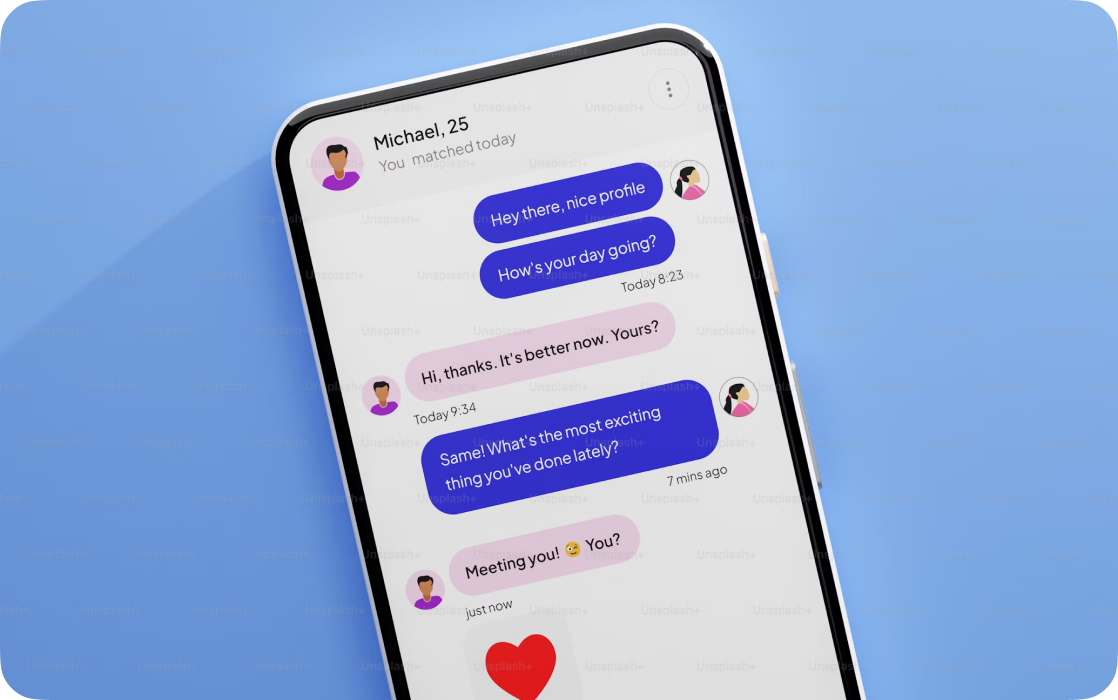 Michael, 25
You matched today
Hey there, nice profile
How's your day going?
Today 8:23
Hi, thanks. It's better now. Yours?
Today 9:34
Same! What's the most exciting
thing you've done lately?
7 mins ago
Meeting you! 😉 You?
just now
Unsplash+